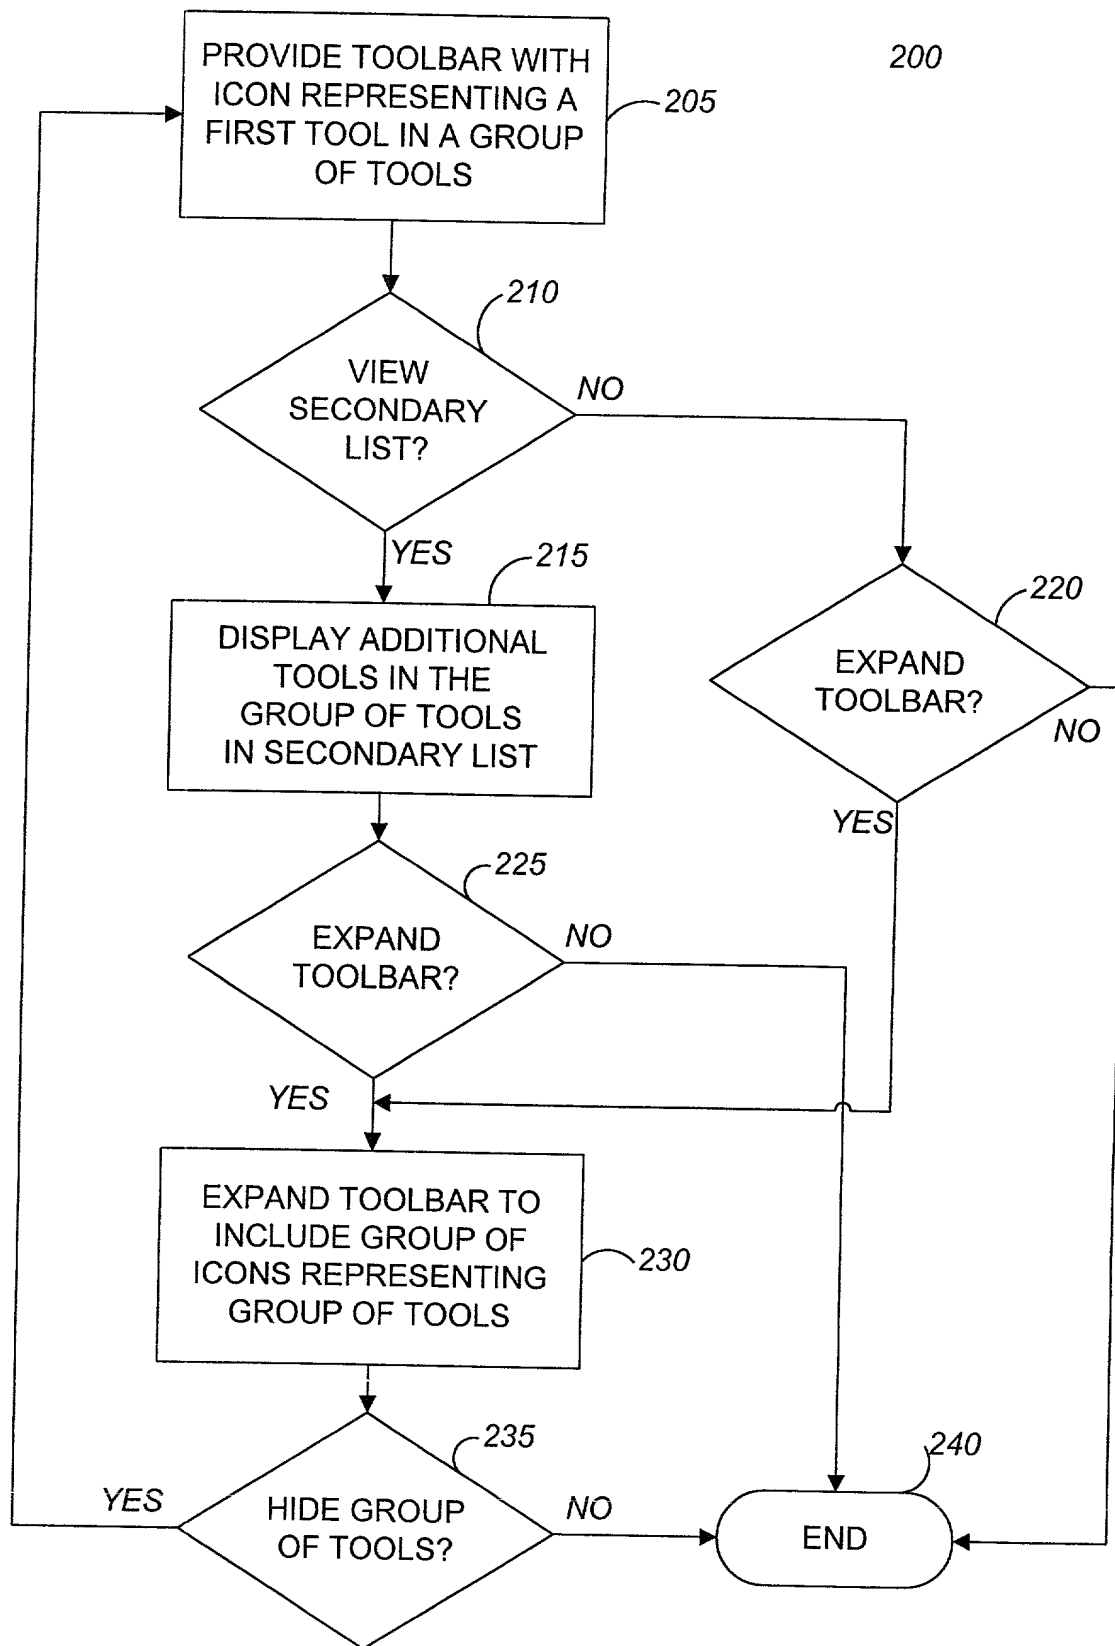 PROVIDE TOOLBAR WITH
ICON REPRESENTING A
FIRST TOOL IN A GROUP
OF TOOLS
200
205
210
VIEW
SECONDARY
LIST?
NO
YES
215
DISPLAY ADDITIONAL
TOOLS IN THE
GROUP OF TOOLS
IN SECONDARY LIST
220
EXPAND
TOOLBAR?
NO
YES
225
EXPAND
TOOLBAR?
NO
YES
EXPAND TOOLBAR TO
INCLUDE GROUP OF
ICONS REPRESENTING
GROUP OF TOOLS
230
235
HIDE GROUP
OF TOOLS?
YES
NO
240
END